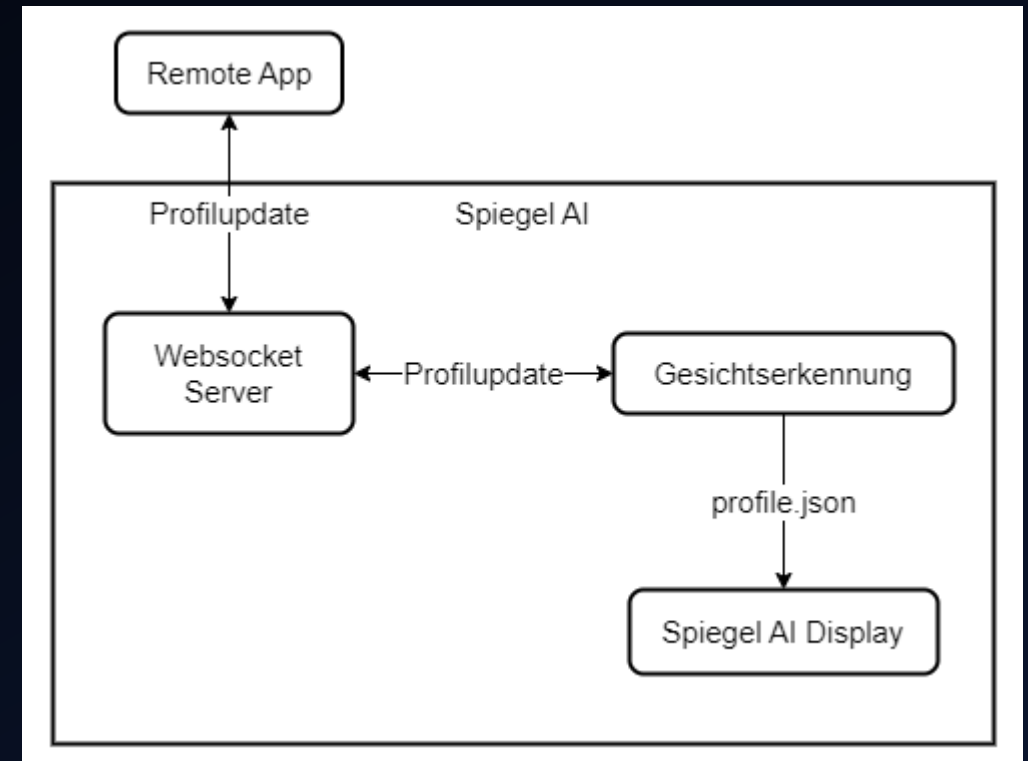 Remote App
Profilupdate
Spiegel AI
Websocket
Server
Profilupdate
Gesichtserkennung
profile.json
Spiegel AI Display